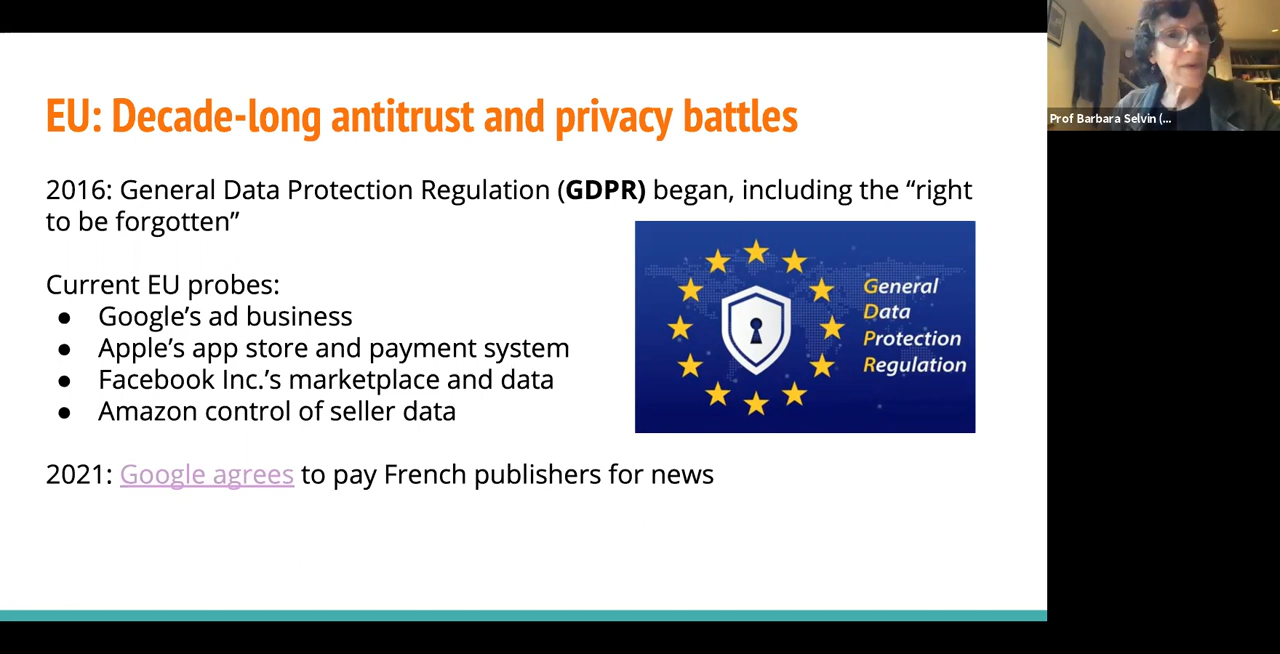 EU: Decade-long antitrust and privacy battles
2016: General Data Protection Regulation (GDPR) began, including the “right
to be forgotten”
Current EU probes:
● Google’s ad business
● Apple’s app store and payment system
● Facebook Inc.’s marketplace and data
● Amazon control of seller data
2021: Google agrees to pay French publishers for news
General
Data
Protection
Regulation
Prof Barbara Selvin (...